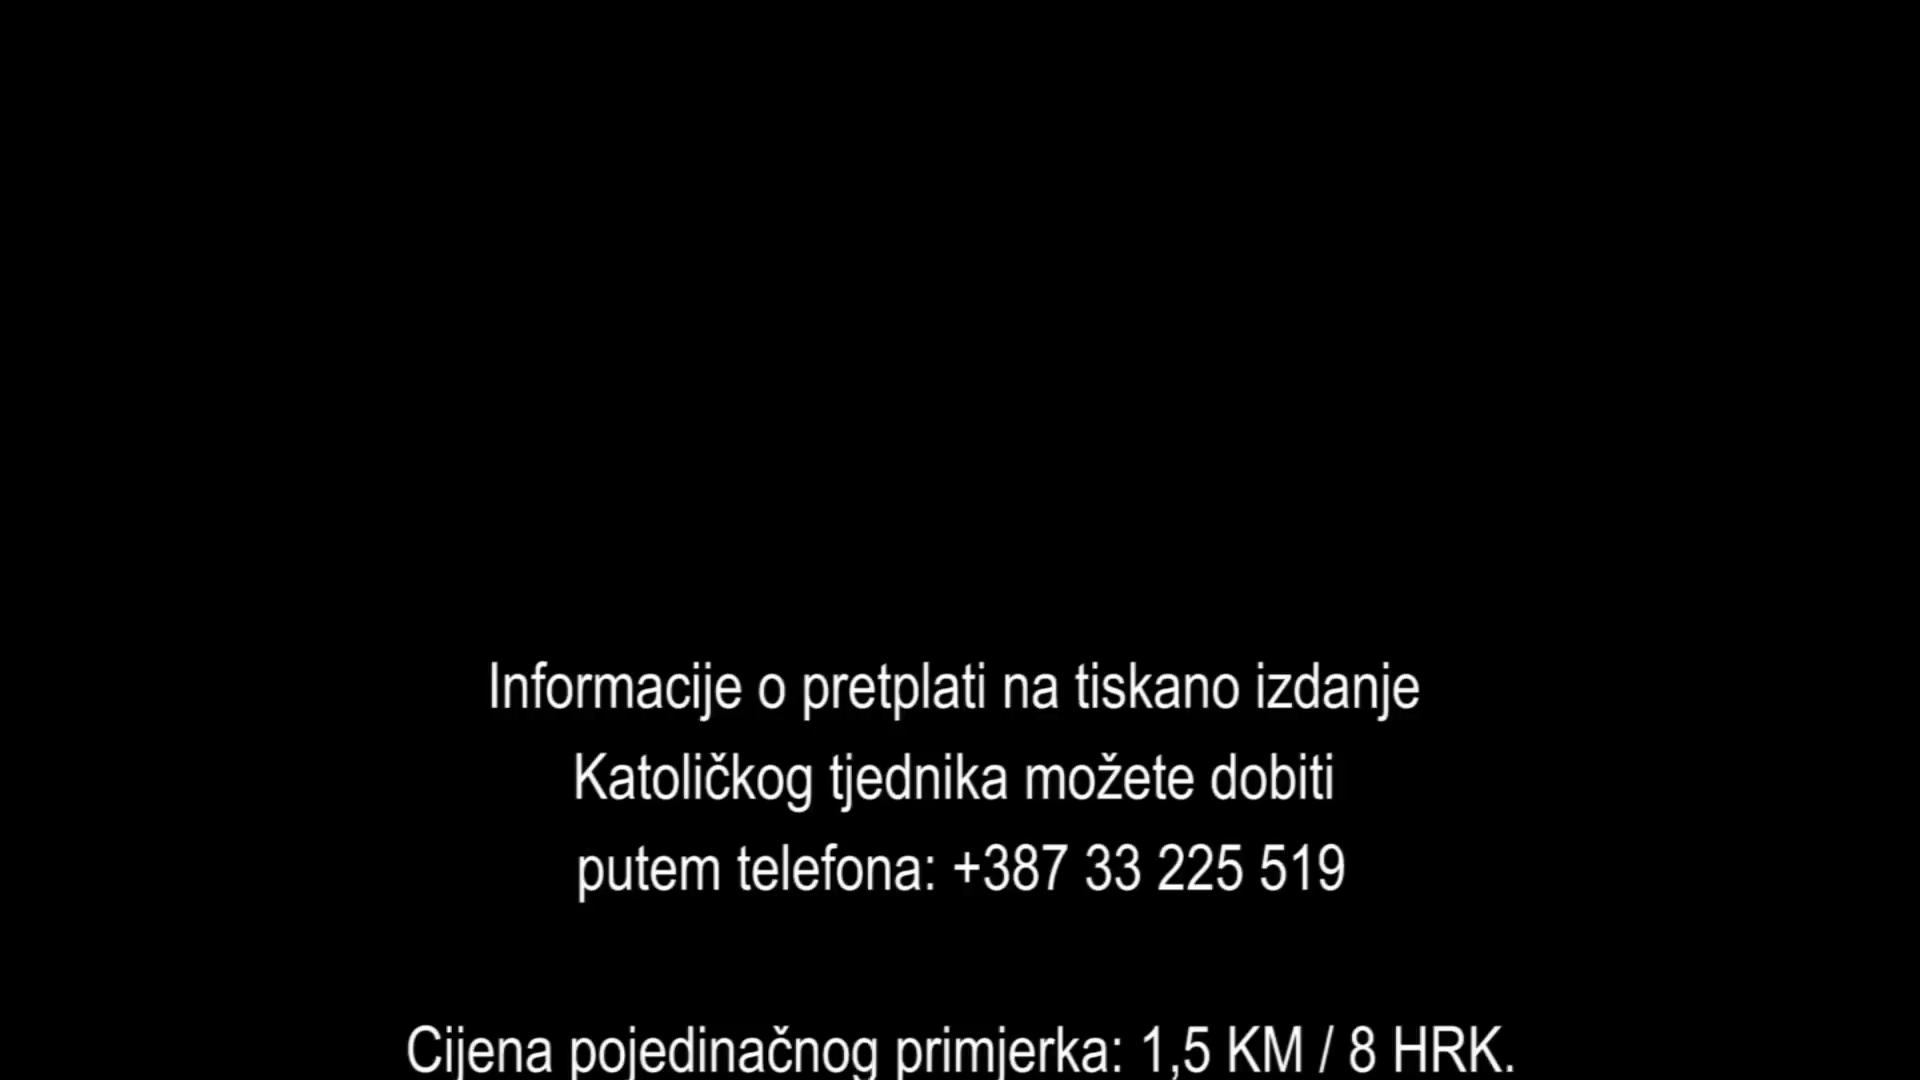 Informacije o pretplati na tiskano izdanje
Katoličkog tjednika možete dobiti
putem telefona: +387 33 225 519
Cijena pojedinačnog primjerka: 1,5 KM / 8 HRK.